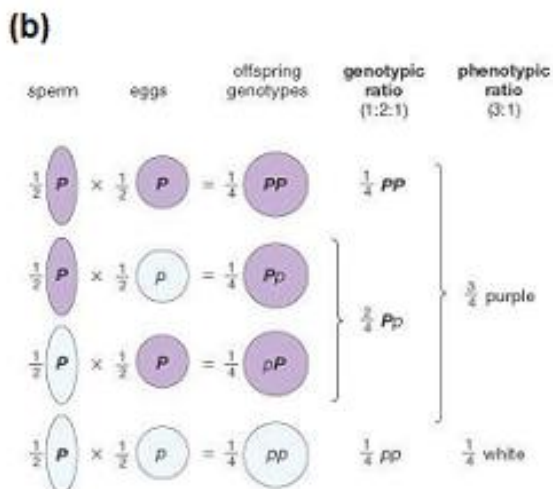 (b)
sperm eggs offspring genotypes genotypic ratio (1:2:1) phenotypic ratio (3:1)
1/2 P × 1/2 P = 1/4 PP 1/4 PP
1/2 P × 1/2 p = 1/4 Pp
2/4 Pp 3/4 purple
1/2 P × 1/2 P = 1/4 pP
1/2 P × 1/2 p = 1/4 pp 1/4 pp 1/4 white